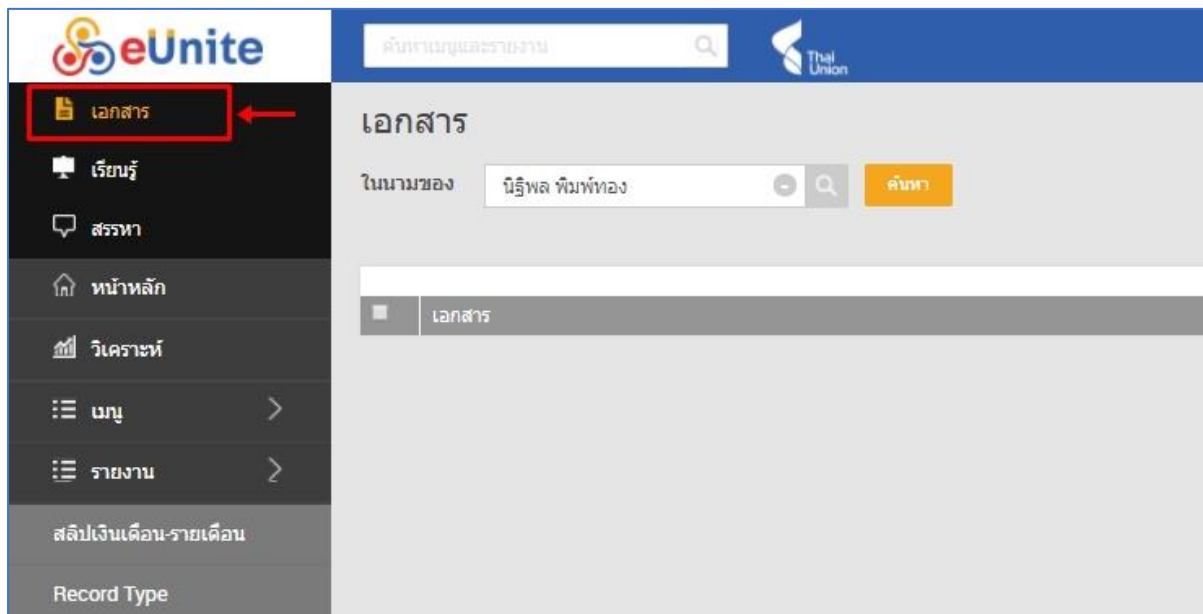 eUnite
ค้นหาเมนูและรายงาน
Thai
Union
เอกสาร
เรียนรู้
สรรหา
หน้าหลัก
วิเคราะห์
เมนู
รายงาน
สลิปเงินเดือน-รายเดือน
Record Type
เอกสาร
ในนามของ
นิฐิพล พิมพ์ทอง
ค้นหา
เอกสาร